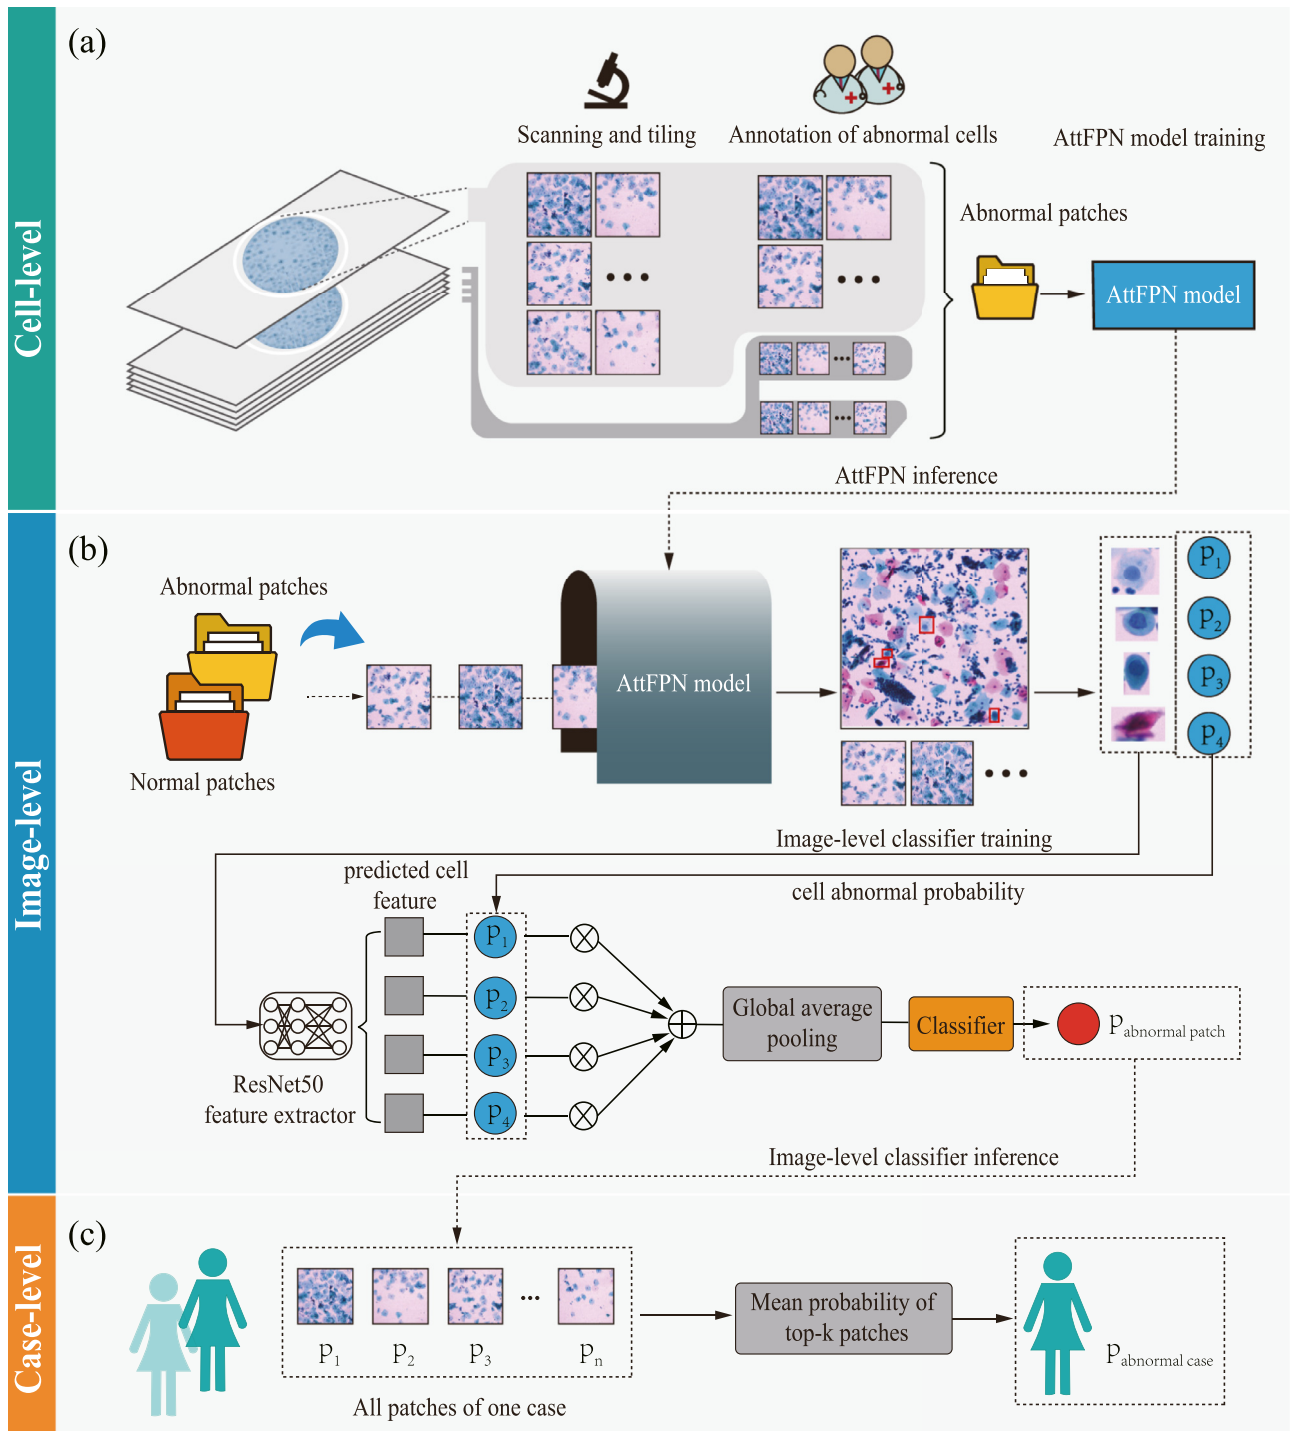 (a)
Cell-level
Scanning and tiling
Annotation of abnormal cells
AttFPN model training
Abnormal patches
AttFPN model
AttFPN inference
(b)
Image-level
Abnormal patches
Normal patches
AttFPN model
p1
p2
p3
p4
Image-level classifier training
cell abnormal probability
predicted cell
feature
p1
p2
p3
p4
ResNet50
feature extractor
Global average
pooling
Classifier
p abnormal patch
Image-level classifier inference
(c)
Case-level
p1
p2
p3
...
pn
All patches of one case
Mean probability of
top-k patches
p abnormal case